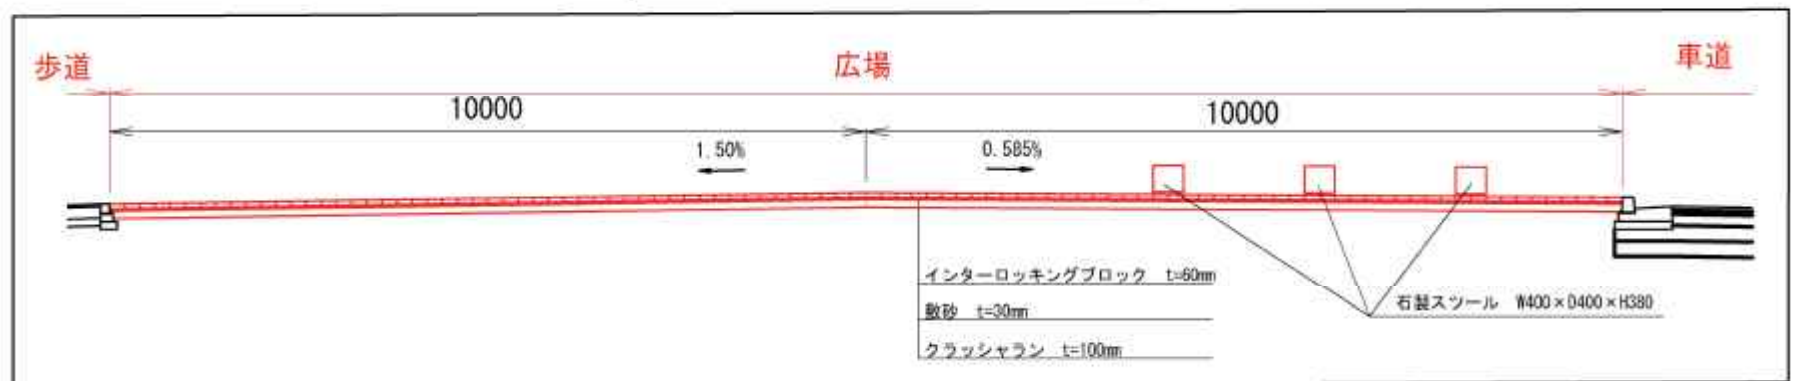 歩道
広場
車道
10000
10000
1.50%
0.585%
インターロッキングブロック t=60mm
敷砂 t=30mm
クラッシャラン t=100mm
石製スツール W400×D400×H380